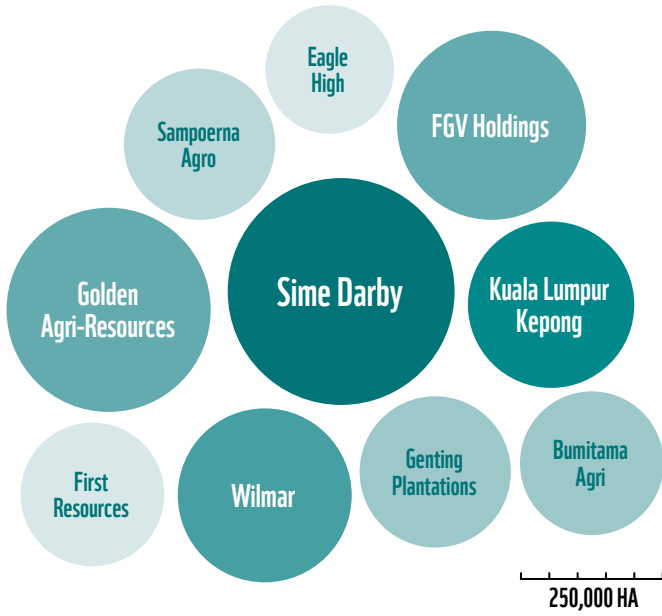 Eagle
High
FGV Holdings
Sampoerna
Agro
Sime Darby
Golden
Agri-Resources
Kuala Lumpur
Kepong
First
Resources
Wilmar
Genting
Plantations
Bumitama
Agri
250,000 HA